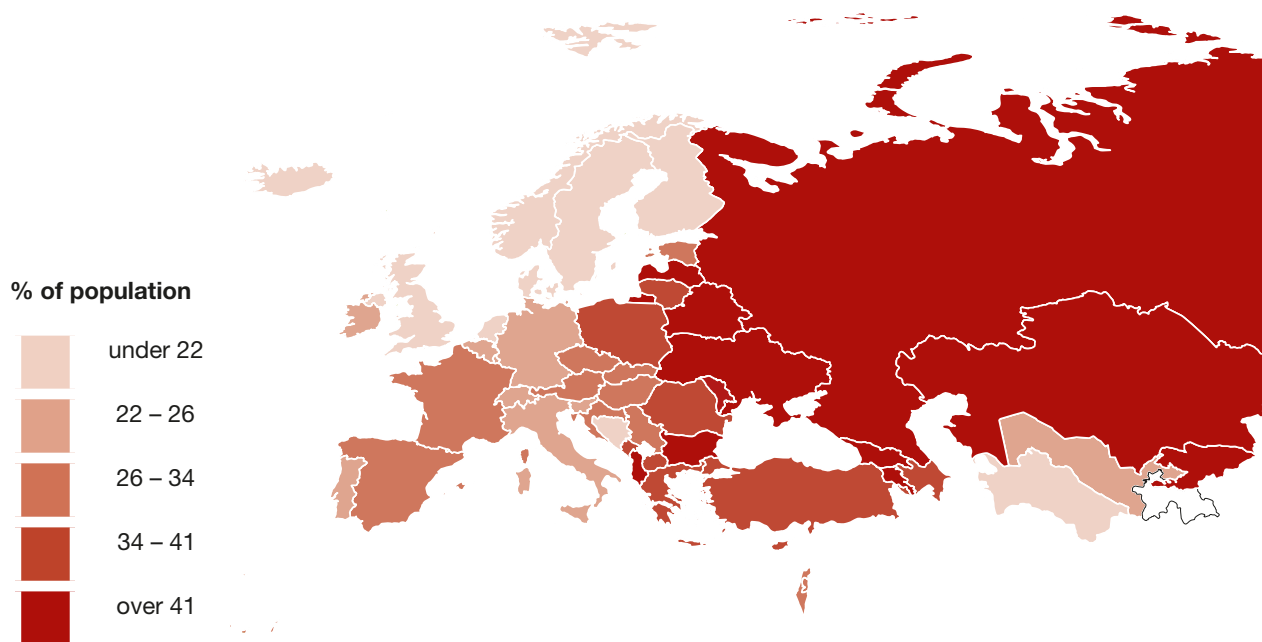 % of population
under 22
22 – 26
26 – 34
34 – 41
over 41